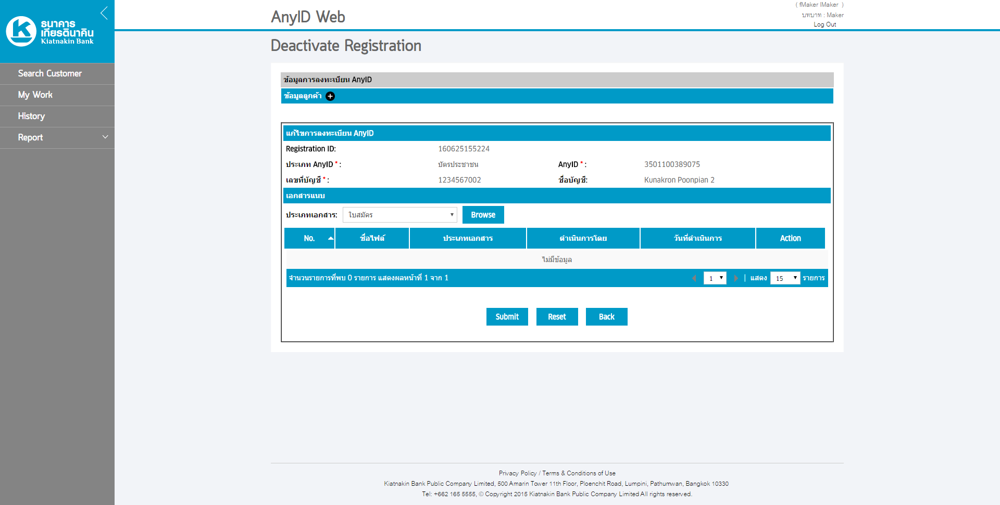 ธนาคาร
เกียรตินาคิน
Kiatnakin Bank
Search Customer
My Work
History
Report
AnyID Web
( fMaker lMaker )
บทบาท : Maker
Log Out
Deactivate Registration
ข้อมูลการลงทะเบียน AnyID
ข้อมูลลูกค้า
แก้ไขการลงทะเบียน AnyID
Registration ID: 160625155224
ประเภท AnyID * : บัตรประชาชน AnyID * : 3501100389075
เลขที่บัญชี * : 1234567002 ชื่อบัญชี: Kunakron Poonpian 2
เอกสารแนบ
ประเภทเอกสาร: ใบสมัคร Browse
No. ชื่อไฟล์ ประเภทเอกสาร ดำเนินการโดย วันที่ดำเนินการ Action
ไม่มีข้อมูล
จำนวนรายการที่พบ 0 รายการ แสดงผลหน้าที่ 1 จาก 1 1 | แสดง 15 รายการ
Submit Reset Back
Privacy Policy / Terms & Conditions of Use
Kiatnakin Bank Public Company Limited, 500 Amarin Tower 11th Floor, Ploenchit Road, Lumpini, Pathumwan, Bangkok 10330
Tel: +662 165 5555, © Copyright 2015 Kiatnakin Bank Public Company Limited All rights reserved.